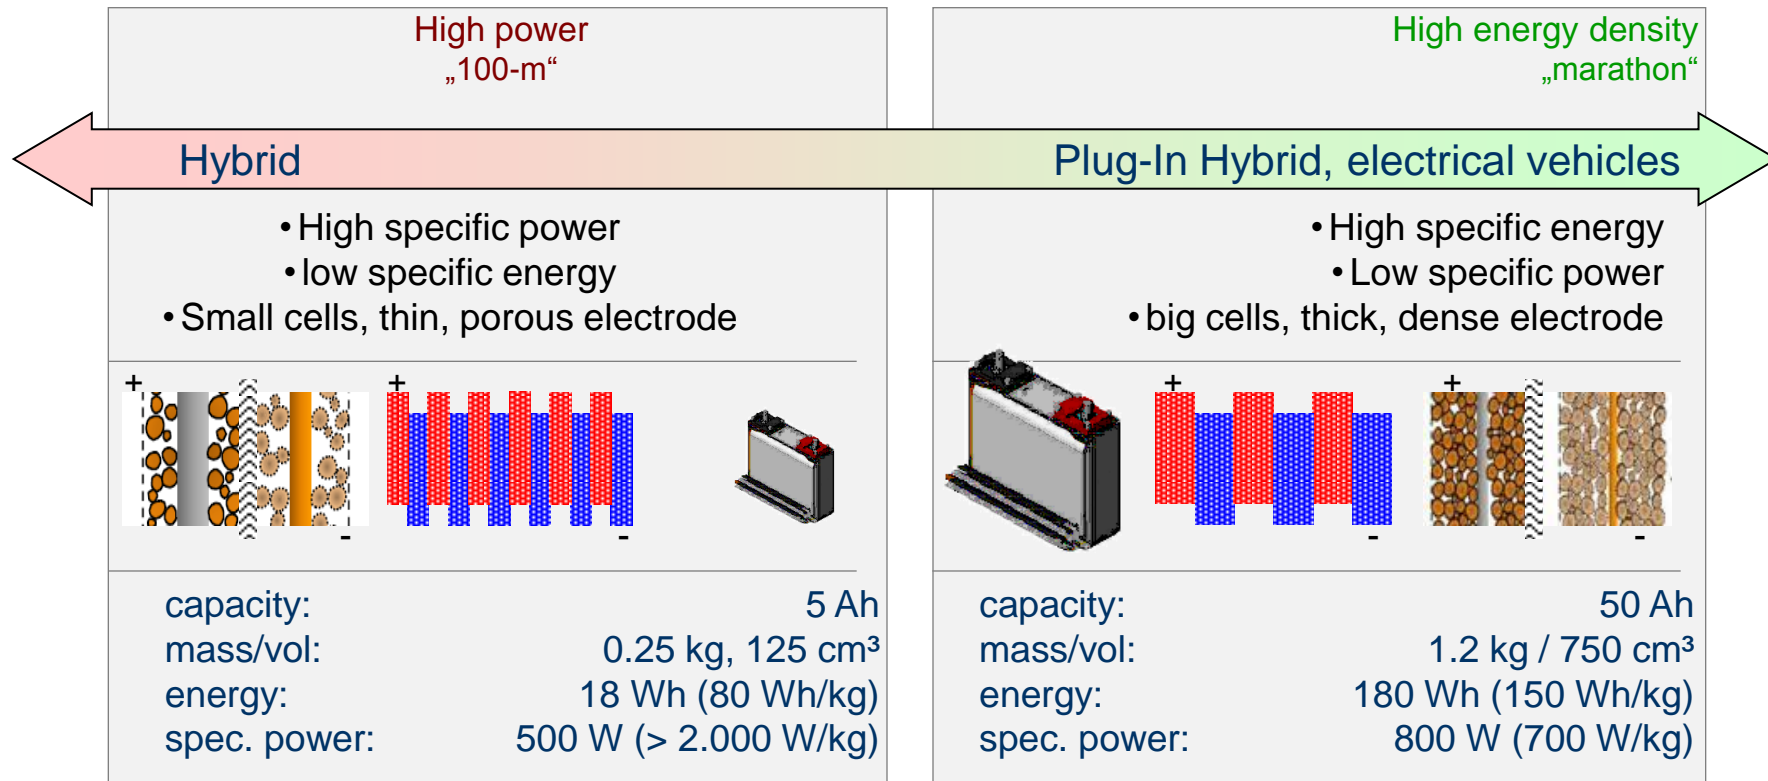 High power
„100-m“
Hybrid
•High specific power
•low specific energy
•Small cells, thin, porous electrode
+
-
+
-
capacity: 5 Ah
mass/vol: 0.25 kg, 125 cm³
energy: 18 Wh (80 Wh/kg)
spec. power: 500 W (> 2.000 W/kg)
High energy density
„marathon“
Plug-In Hybrid, electrical vehicles
•High specific energy
•Low specific power
•big cells, thick, dense electrode
+
-
+
-
capacity: 50 Ah
mass/vol: 1.2 kg / 750 cm³
energy: 180 Wh (150 Wh/kg)
spec. power: 800 W (700 W/kg)